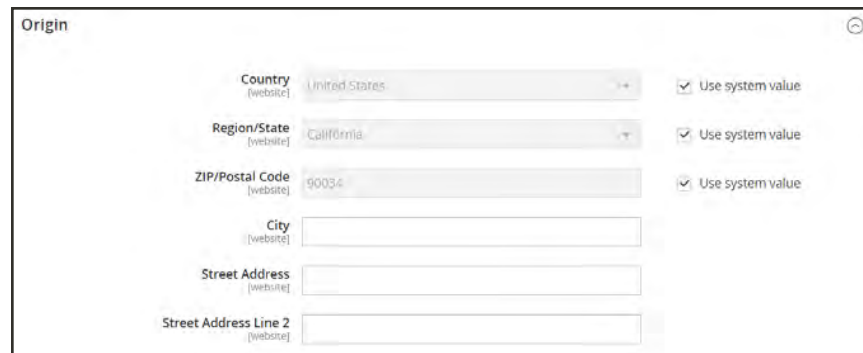 Origin
Country United States Use system value
[website]
Region/State California Use system value
[website]
ZIP/Postal Code 90034 Use system value
[website]
City
[website]
Street Address
[website]
Street Address Line 2
[website]